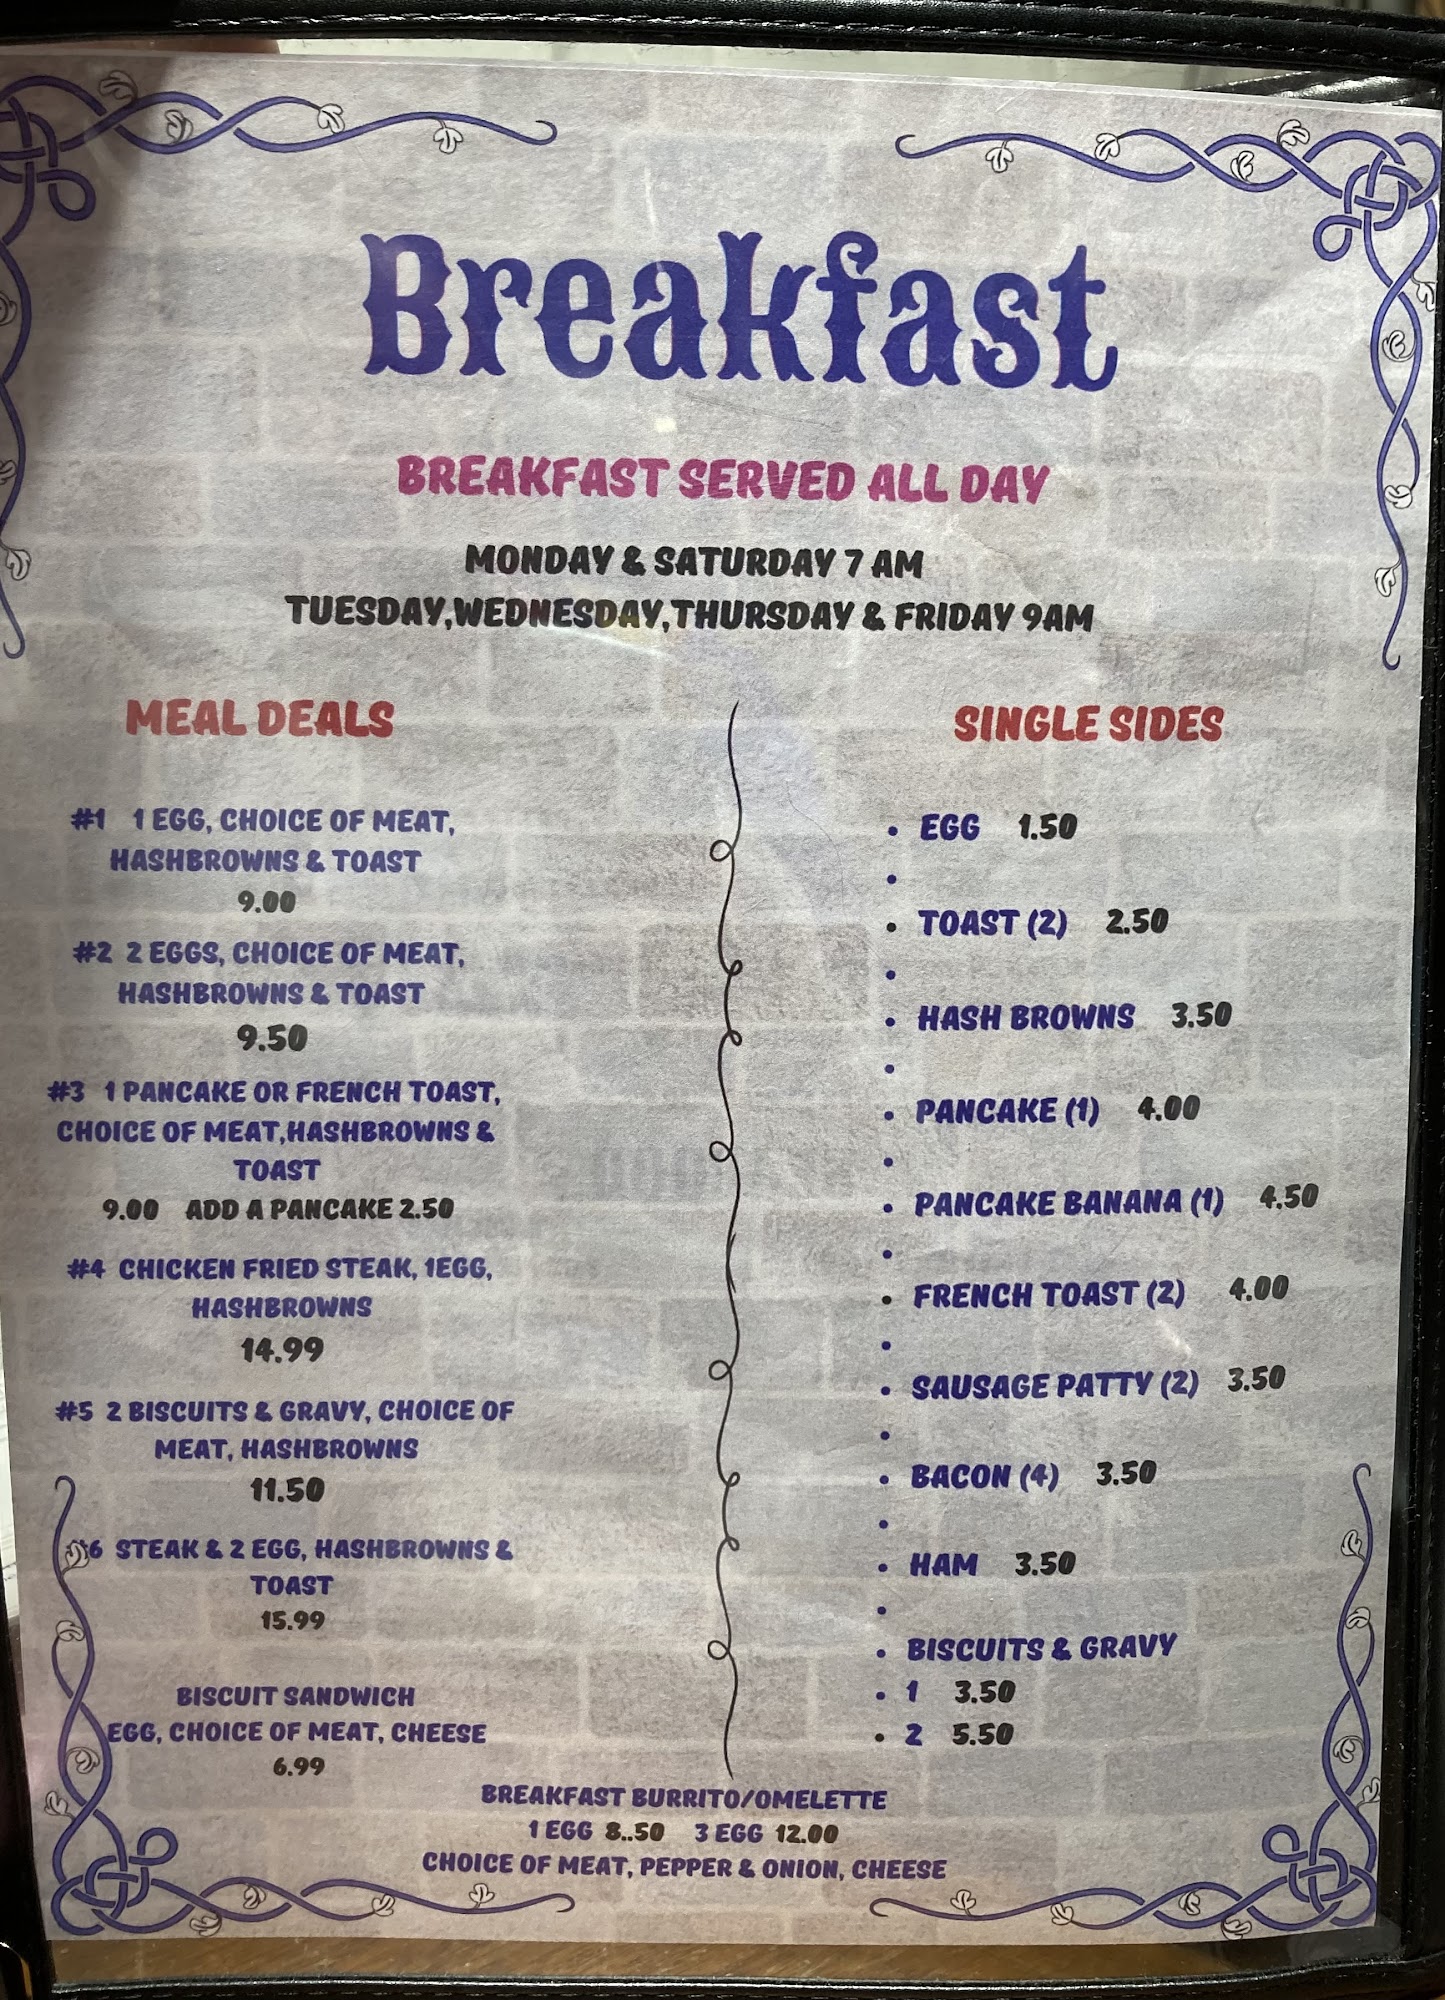 Breakfast
BREAKFAST SERVED ALL DAY
MONDAY & SATURDAY 7 AM
TUESDAY,WEDNESDAY,THURSDAY & FRIDAY 9AM
MEAL DEALS
#1 1 EGG, CHOICE OF MEAT,
HASHBROWNS & TOAST
9.00
#2 2 EGGS, CHOICE OF MEAT,
HASHBROWNS & TOAST
9.50
#3 1 PANCAKE OR FRENCH TOAST,
CHOICE OF MEAT,HASHBROWNS &
TOAST
9.00 ADD A PANCAKE 2.50
#4 CHICKEN FRIED STEAK, 1EGG,
HASHBROWNS
14.99
#5 2 BISCUITS & GRAVY, CHOICE OF
MEAT, HASHBROWNS
11.50
#6 STEAK & 2 EGG, HASHBROWNS &
TOAST
15.99
BISCUIT SANDWICH
EGG, CHOICE OF MEAT, CHEESE
6.99
SINGLE SIDES
• EGG 1.50
•
• TOAST (2) 2.50
•
• HASH BROWNS 3.50
•
• PANCAKE (1) 4.00
•
• PANCAKE BANANA (1) 4.50
•
• FRENCH TOAST (2) 4.00
•
• SAUSAGE PATTY (2) 3.50
•
• BACON (4) 3.50
•
• HAM 3.50
•
• BISCUITS & GRAVY
• 1 3.50
• 2 5.50
BREAKFAST BURRITO/OMELETTE
1 EGG 8..50 3 EGG 12.00
CHOICE OF MEAT, PEPPER & ONION, CHEESE